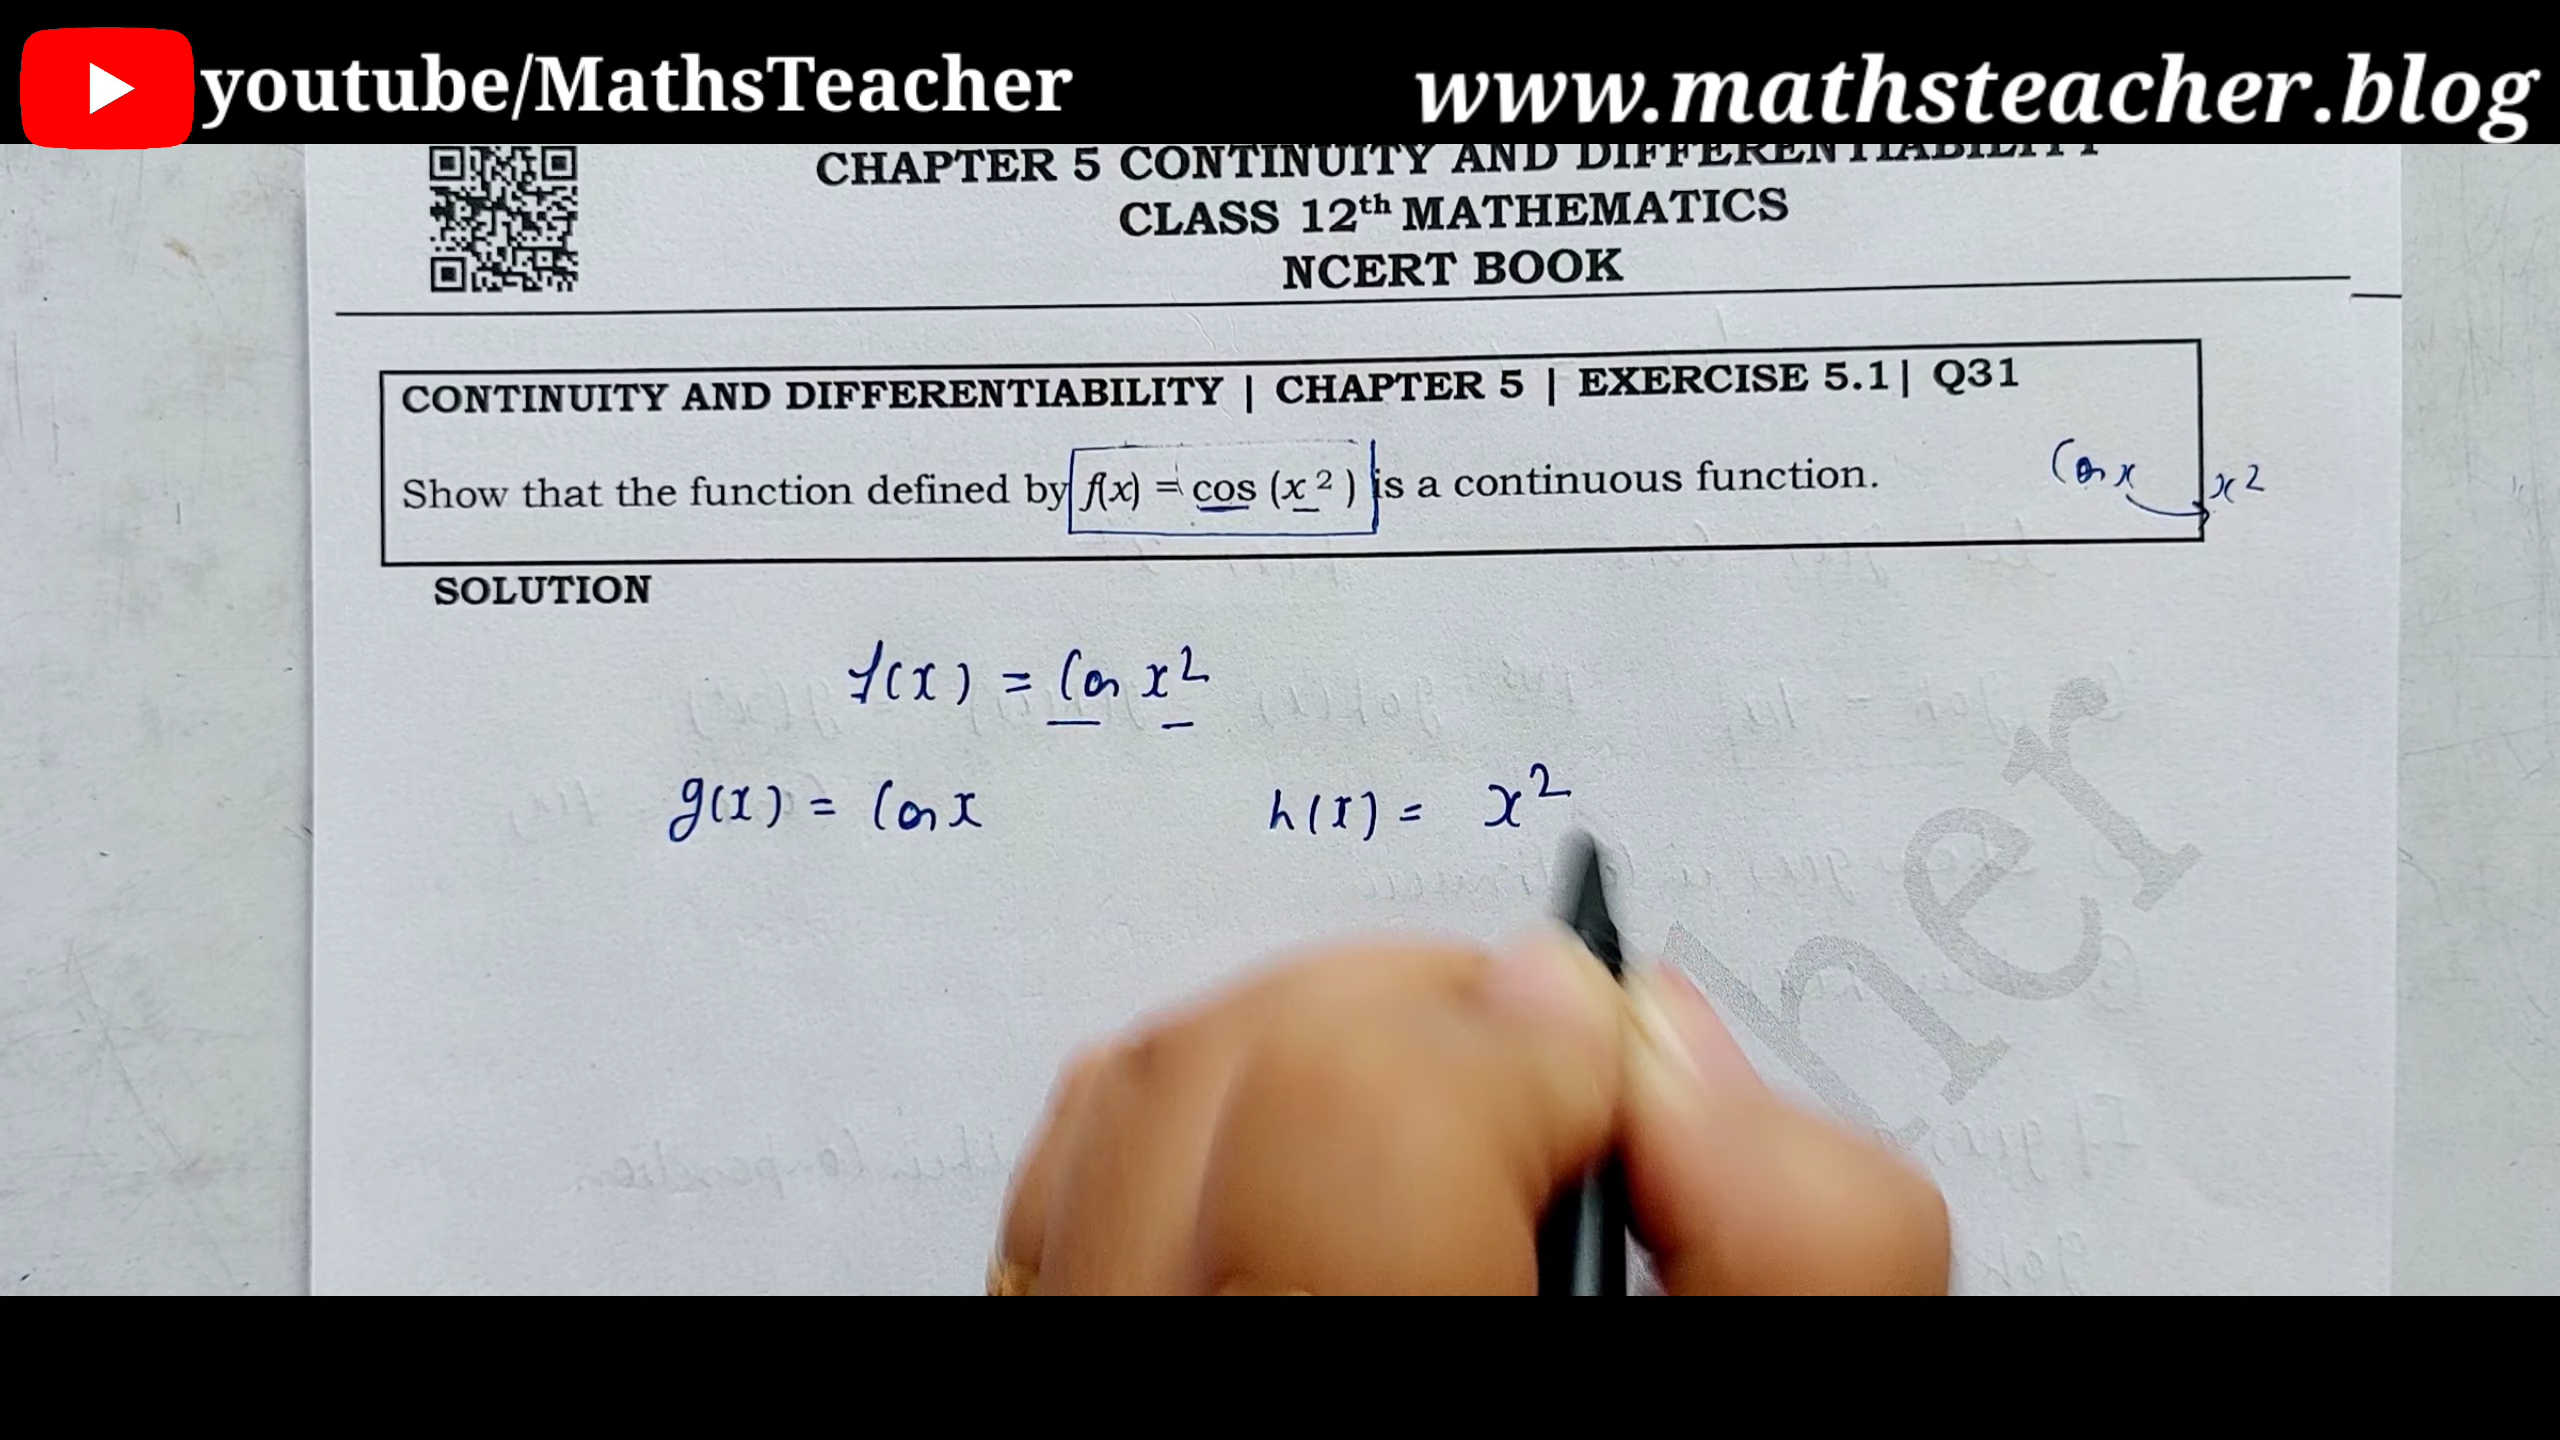 youtube/MathsTeacher
www.mathsteacher.blog
CHAPTER 5 CONTINUITY AND DIFFERENTIABILITY
CLASS 12th MATHEMATICS
NCERT BOOK
CONTINUITY AND DIFFERENTIABILITY | CHAPTER 5 | EXERCISE 5.1| Q31
Show that the function defined by f(x) = cos (x²) is a continuous function.
Cos x x²
SOLUTION
f(x) = Cos x²
g(x) = Cos x h(x) = x²
her